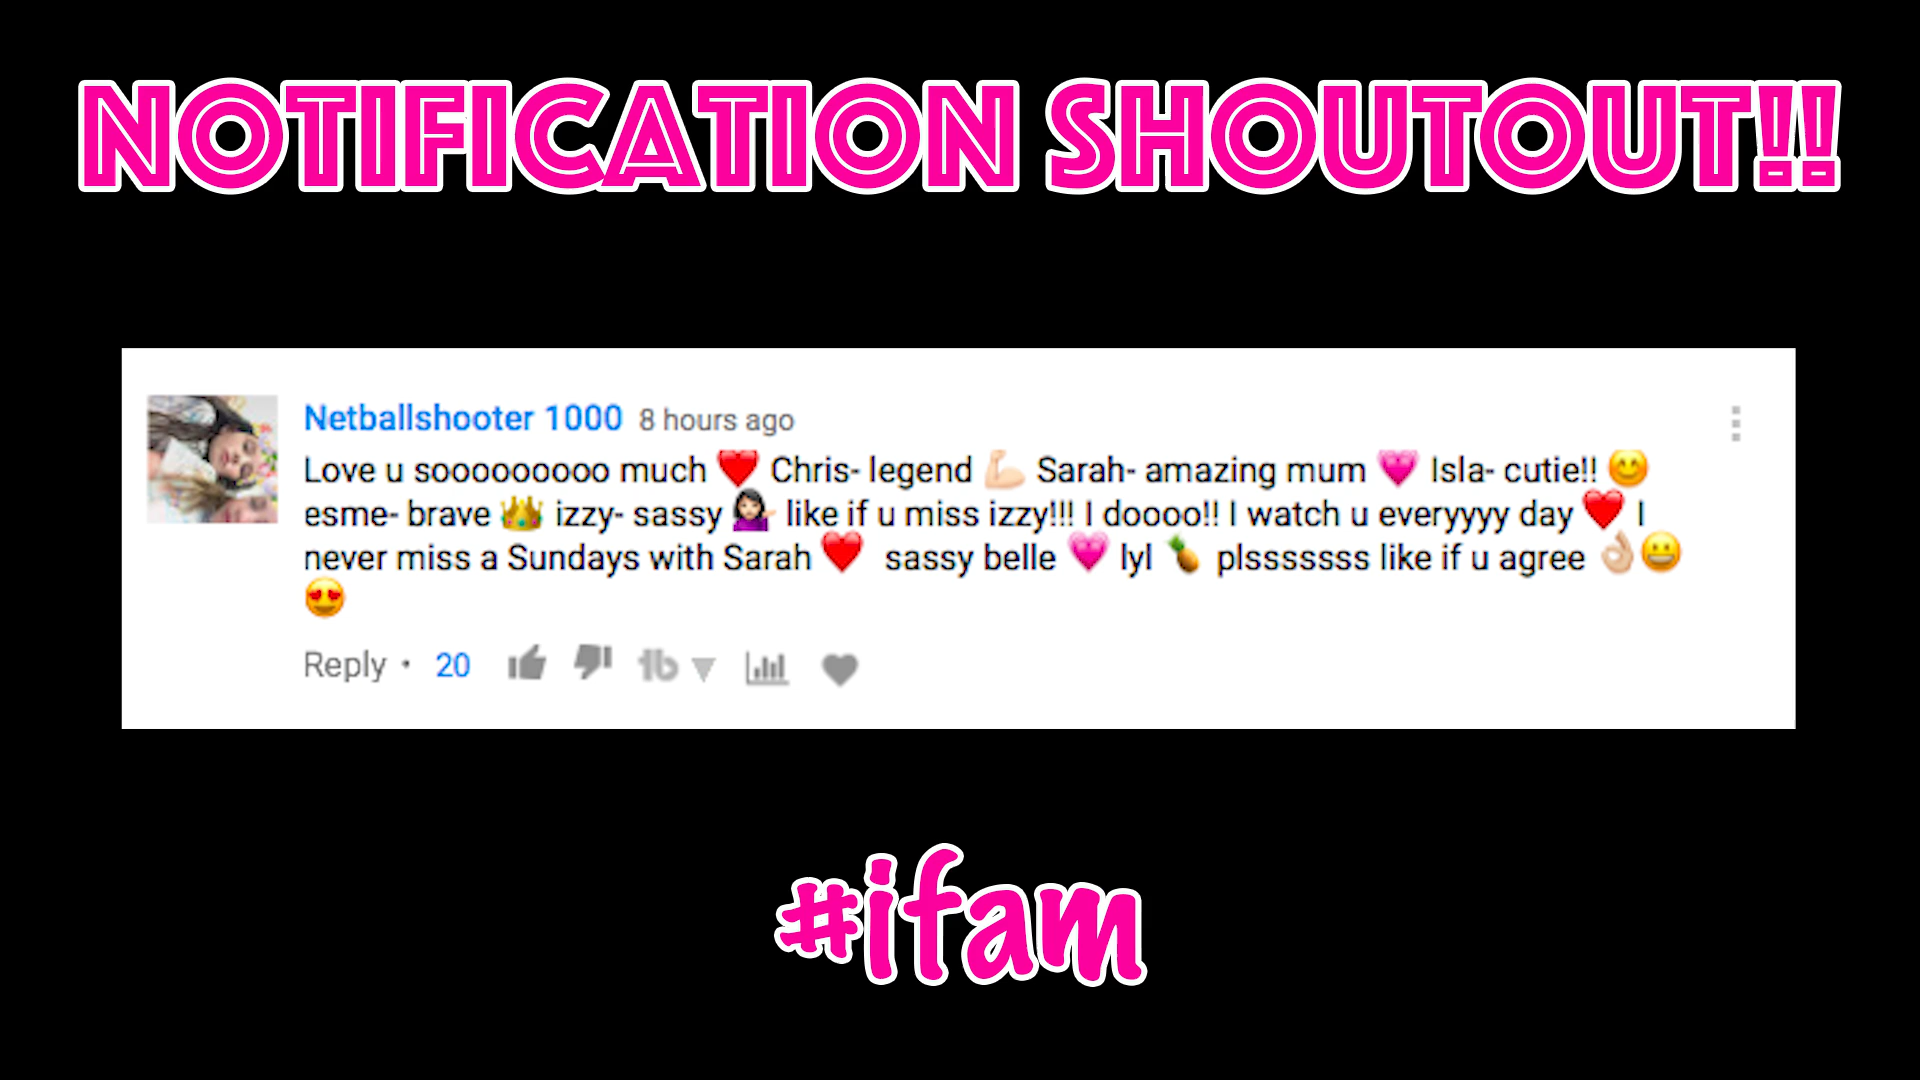 NOTIFICATION SHOUTOUT!!
Netballshooter 1000 8 hours ago
Love u sooooooooo much ❤️ Chris- legend 💪🏻 Sarah- amazing mum 💗 Isla- cutie!! 😊
esme- brave 👑 izzy- sassy 💁🏻 like if u miss izzy!!! I doooo!! I watch u everyyyy day ❤️ I
never miss a Sundays with Sarah ❤️ sassy belle 💗 lyl 🍍 plsssssss like if u agree 👌🏻😀
😍
Reply • 20
#ifam